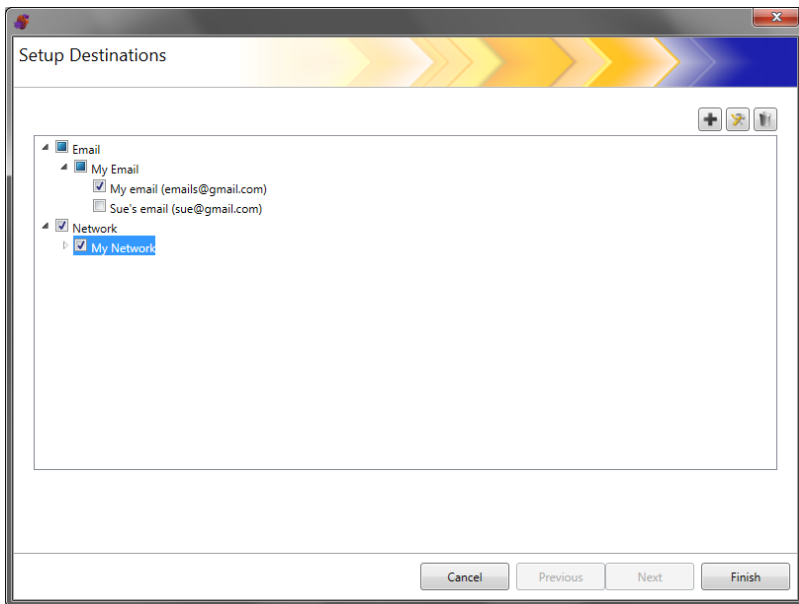 Setup Destinations
Email
My Email
My email (emails@gmail.com)
Sue's email (sue@gmail.com)
Network
My Network
Cancel Previous Next Finish